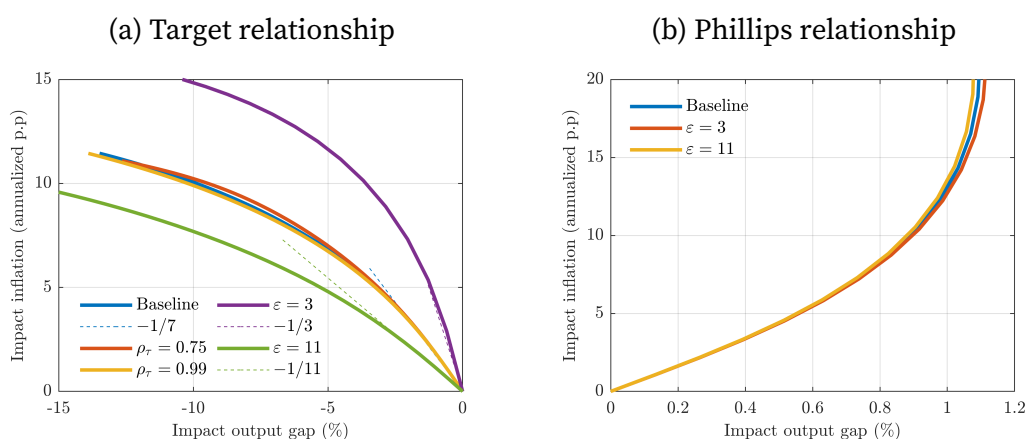 (a) Target relationship
15
10
5
0
-15
-10
-5
0
Impact inflation (annualized p.p)
Impact output gap (%)
Baseline
−1/7
ρτ = 0.75
ρτ = 0.99
ε = 3
−1/3
ε = 11
−1/11
(b) Phillips relationship
20
15
10
5
0
0
0.2
0.4
0.6
0.8
1
1.2
Impact inflation (annualized p.p)
Impact output gap (%)
Baseline
ε = 3
ε = 11